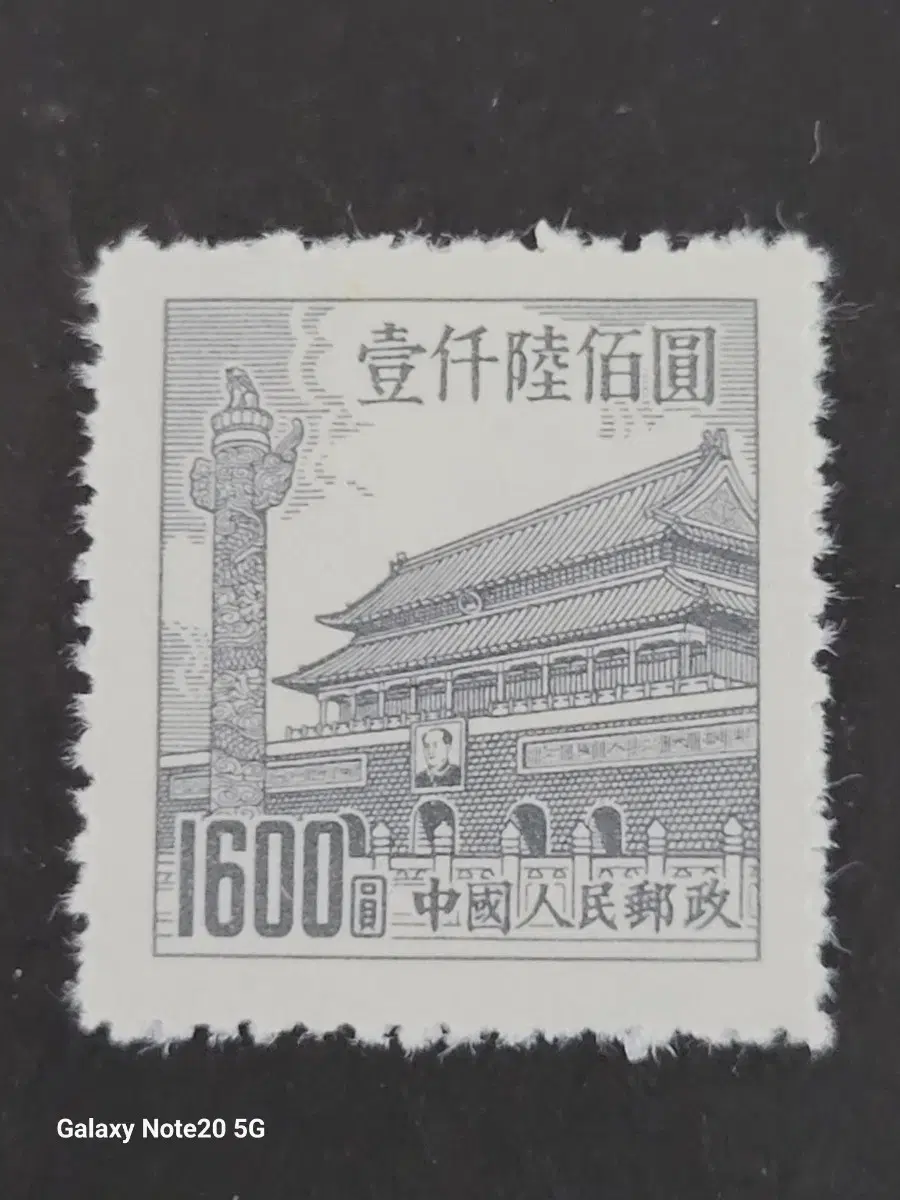 壹仟陸佰圓
1600圓
中國人民郵政
Galaxy Note20 5G